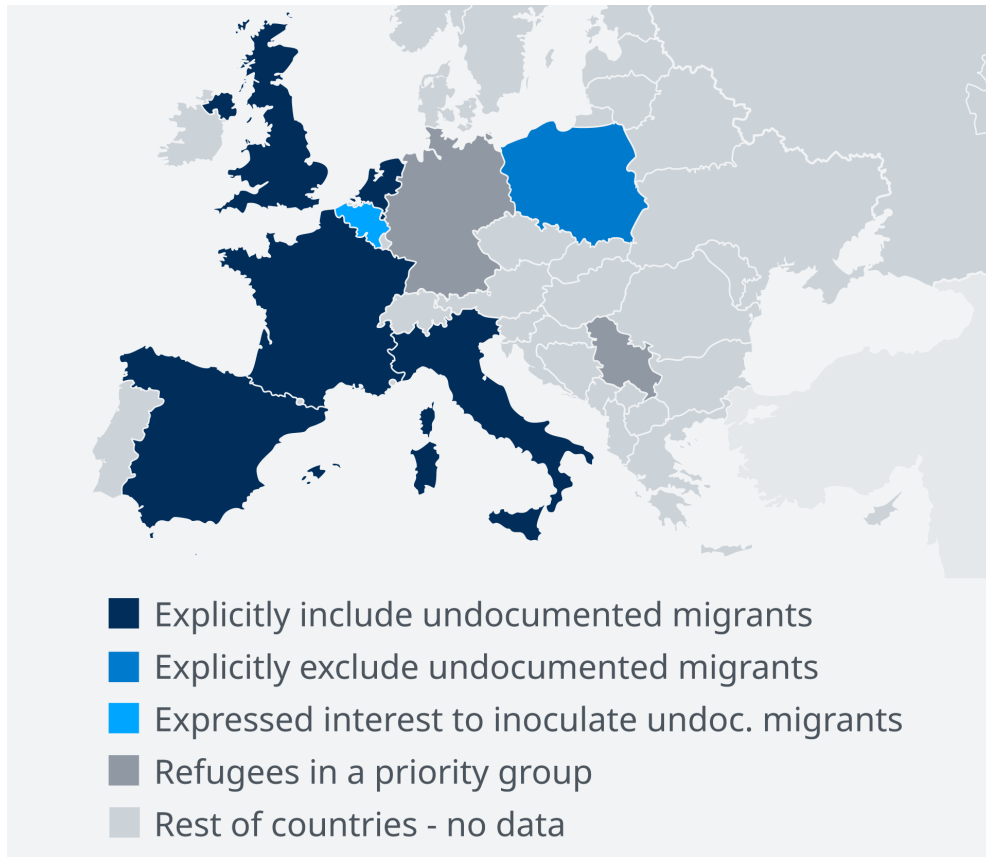 Explicitly include undocumented migrants
Explicitly exclude undocumented migrants
Expressed interest to inoculate undoc. migrants
Refugees in a priority group
Rest of countries - no data